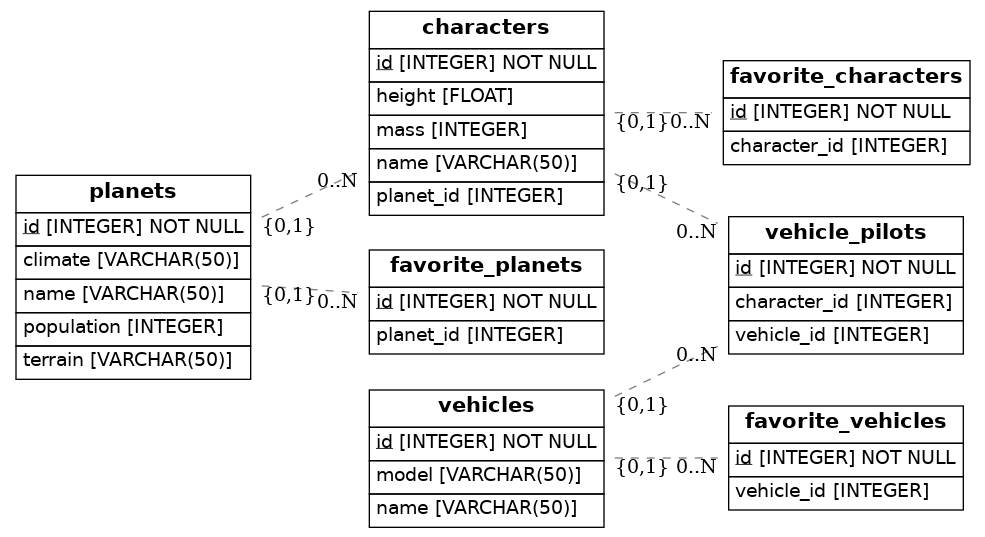 characters
id [INTEGER] NOT NULL
height [FLOAT]
mass [INTEGER]
name [VARCHAR(50)]
planet_id [INTEGER]
favorite_characters
id [INTEGER] NOT NULL
character_id [INTEGER]
{0,1} 0..N
planets
id [INTEGER] NOT NULL
climate [VARCHAR(50)]
name [VARCHAR(50)]
population [INTEGER]
terrain [VARCHAR(50)]
0..N
{0,1}
{0,1}
0..N
favorite_planets
id [INTEGER] NOT NULL
planet_id [INTEGER]
{0,1} 0..N
vehicle_pilots
id [INTEGER] NOT NULL
character_id [INTEGER]
vehicle_id [INTEGER]
0..N
{0,1}
vehicles
id [INTEGER] NOT NULL
model [VARCHAR(50)]
name [VARCHAR(50)]
{0,1} 0..N
favorite_vehicles
id [INTEGER] NOT NULL
vehicle_id [INTEGER]